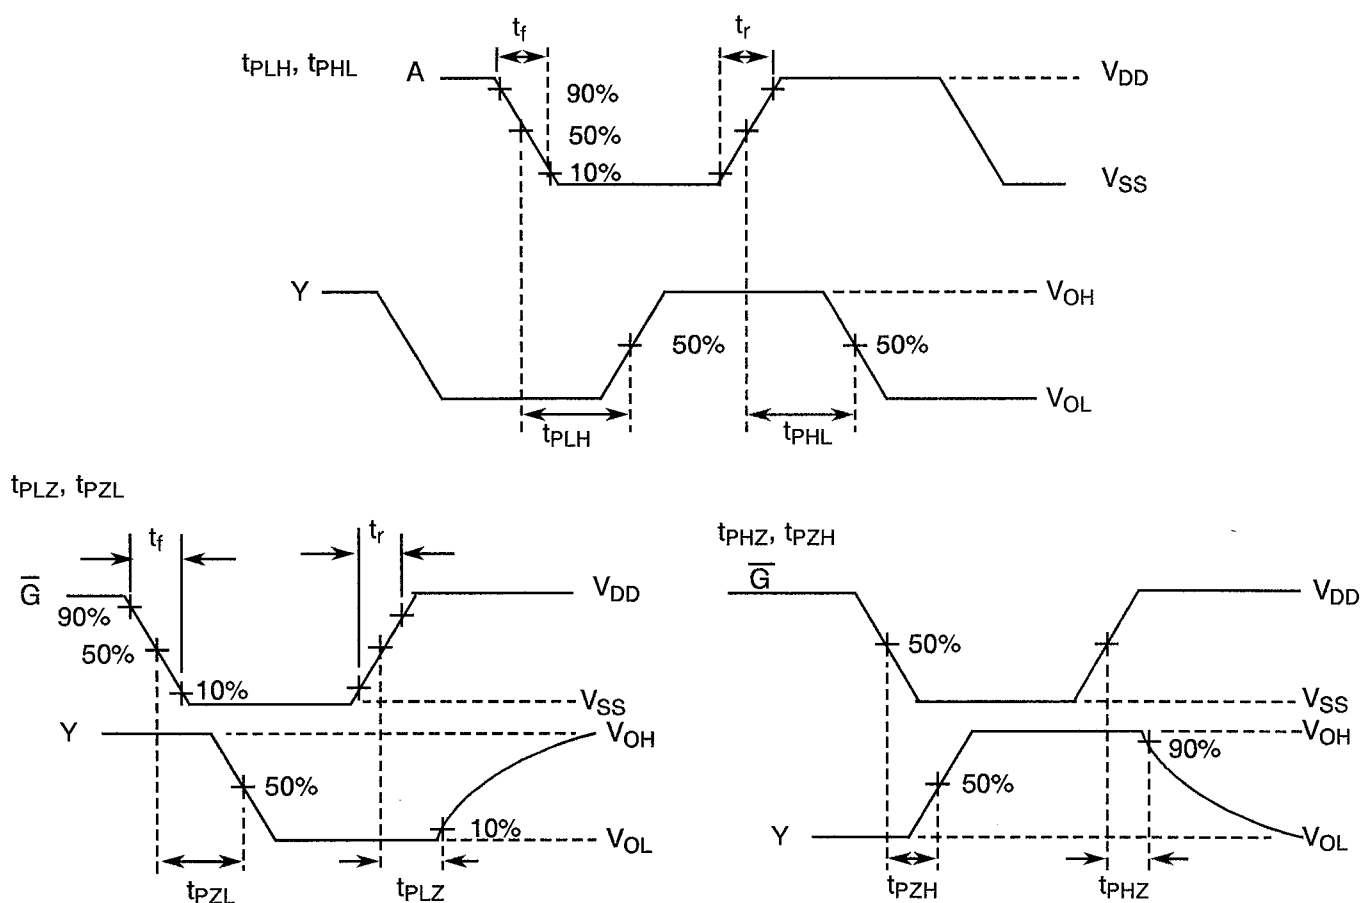 tPLH, tPHL
tf
tr
A
90%
50%
10%
VDD
VSS
Y
50%
50%
VOH
VOL
tPLH
tPHL
tPLZ, tPZL
tf
tr
G̅
90%
50%
10%
VDD
VSS
Y
50%
10%
VOH
VOL
tPZL
tPLZ
tPHZ, tPZH
G̅
50%
VDD
VSS
Y
50%
90%
VOH
VOL
tPZH
tPHZ